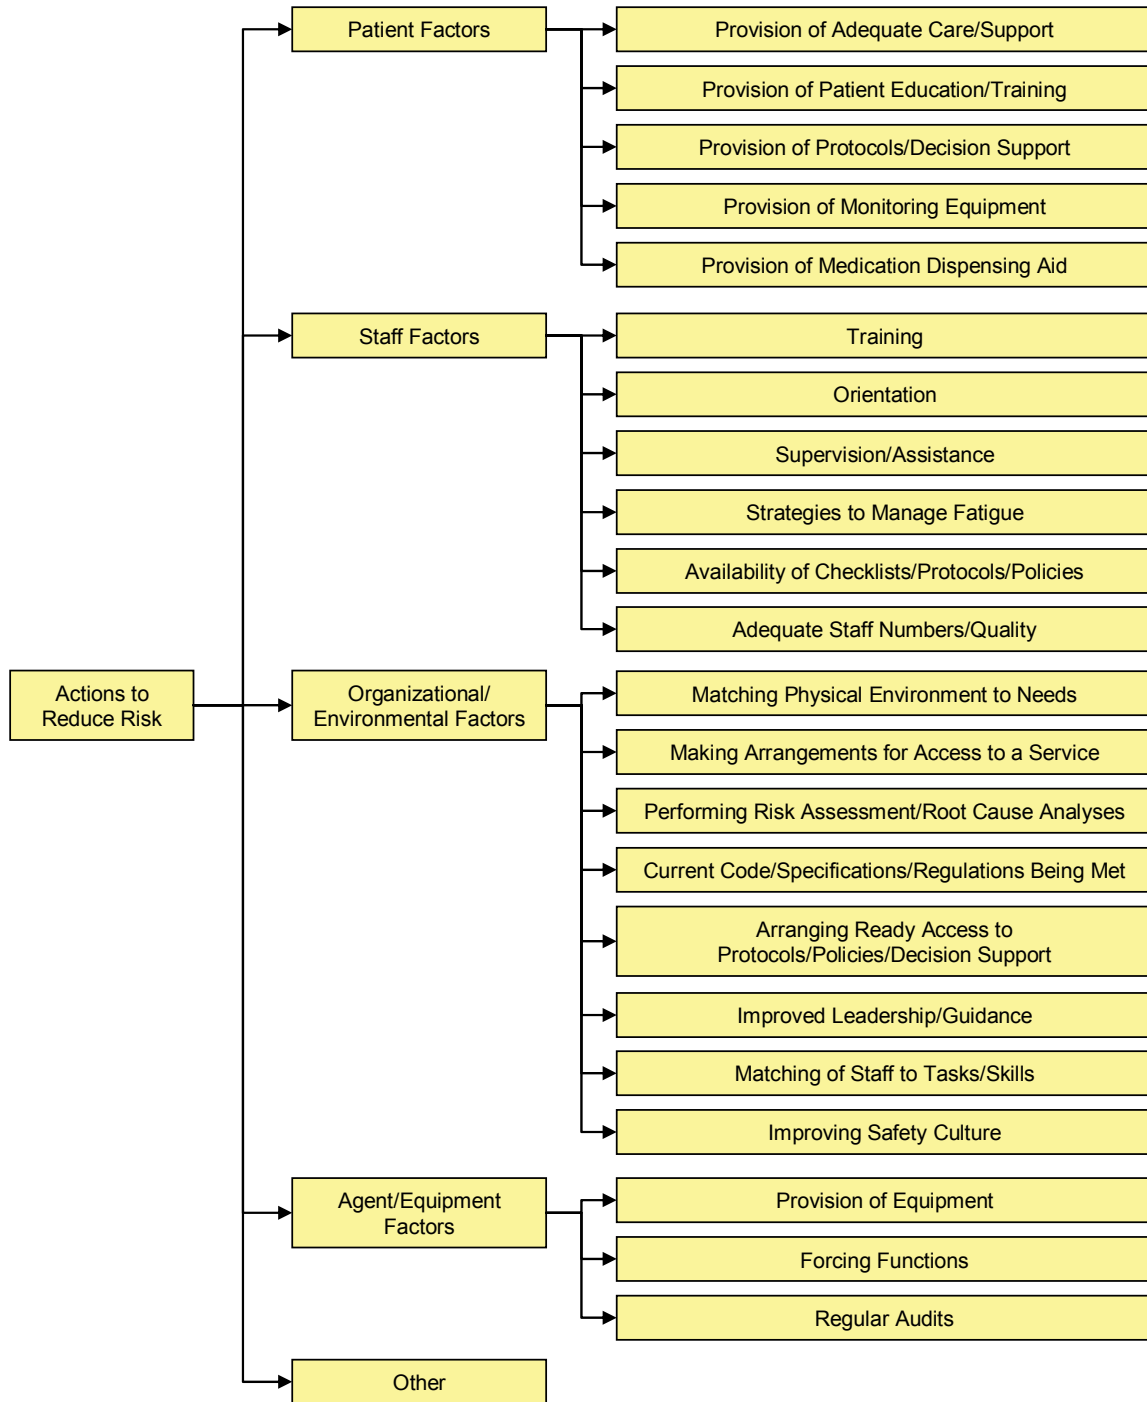 Patient Factors
Provision of Adequate Care/Support
Provision of Patient Education/Training
Provision of Protocols/Decision Support
Provision of Monitoring Equipment
Provision of Medication Dispensing Aid
Staff Factors
Training
Orientation
Supervision/Assistance
Strategies to Manage Fatigue
Availability of Checklists/Protocols/Policies
Adequate Staff Numbers/Quality
Actions to
Reduce Risk
Organizational/
Environmental Factors
Matching Physical Environment to Needs
Making Arrangements for Access to a Service
Performing Risk Assessment/Root Cause Analyses
Current Code/Specifications/Regulations Being Met
Arranging Ready Access to
Protocols/Policies/Decision Support
Improved Leadership/Guidance
Matching of Staff to Tasks/Skills
Improving Safety Culture
Agent/Equipment
Factors
Provision of Equipment
Forcing Functions
Regular Audits
Other